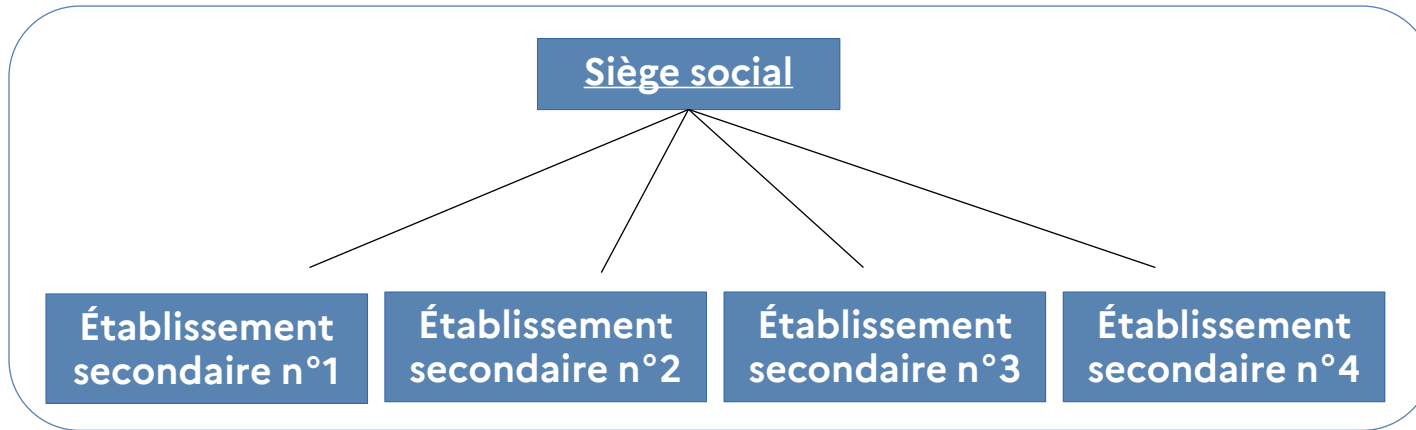 Siège social
Établissement
secondaire n°1
Établissement
secondaire n°2
Établissement
secondaire n°3
Établissement
secondaire n°4